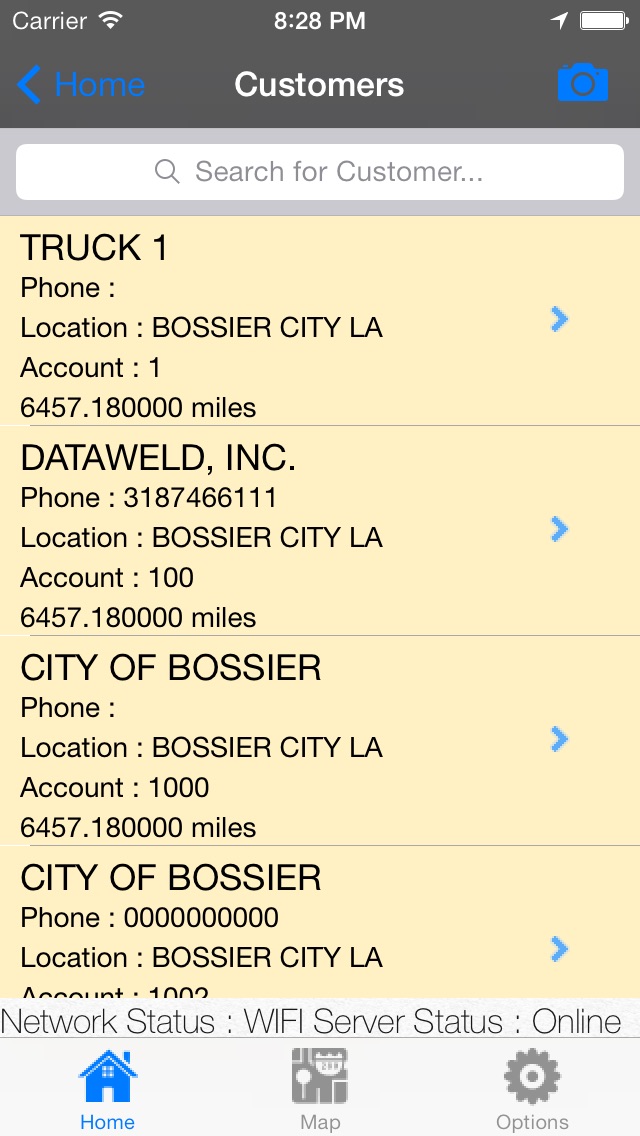 Carrier 8:28 PM
Home Customers
Search for Customer...
TRUCK 1
Phone :
Location : BOSSIER CITY LA
Account : 1
6457.180000 miles
DATAWELD, INC.
Phone : 3187466111
Location : BOSSIER CITY LA
Account : 100
6457.180000 miles
CITY OF BOSSIER
Phone :
Location : BOSSIER CITY LA
Account : 1000
6457.180000 miles
CITY OF BOSSIER
Phone : 0000000000
Location : BOSSIER CITY LA
Account : 1002
Network Status : WIFI Server Status : Online
Home Map Options